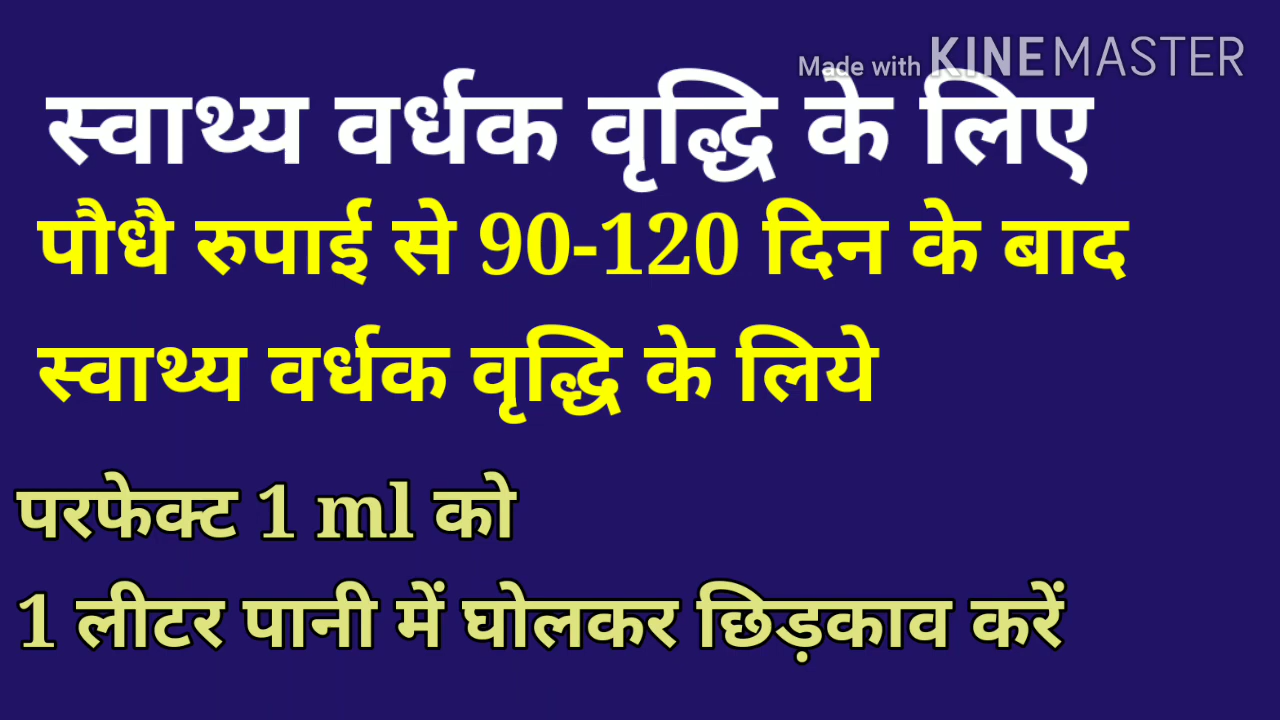 Made with KINEMASTER
स्वाथ्य वर्धक वृद्धि के लिए
पौधै रुपाई से 90-120 दिन के बाद
स्वाथ्य वर्धक वृद्धि के लिये
परफेक्ट 1 ml को
1 लीटर पानी में घोलकर छिड़काव करें